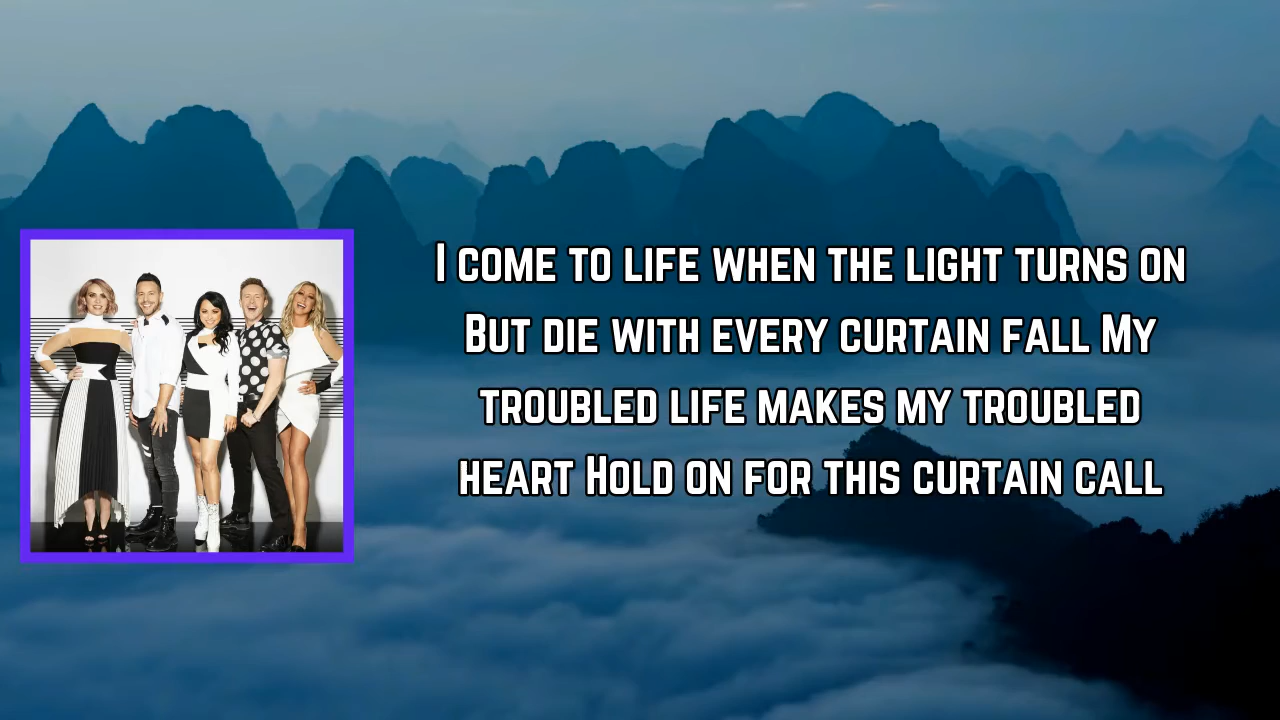 I come to life when the light turns on
But die with every curtain fall My
troubled life makes my troubled
heart Hold on for this curtain call